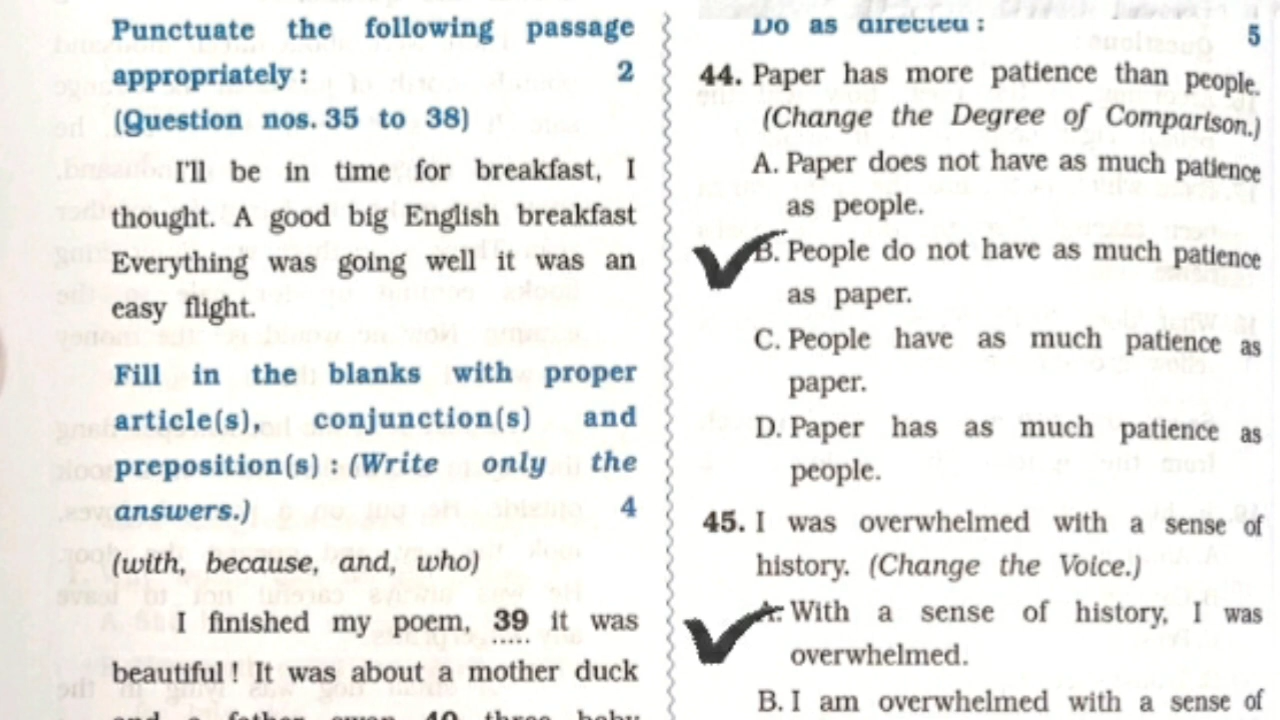 Punctuate the following passage
appropriately : 2
(Question nos. 35 to 38)
I'll be in time for breakfast, I
thought. A good big English breakfast
Everything was going well it was an
easy flight.
Fill in the blanks with proper
article(s), conjunction(s) and
preposition(s) : (Write only the
answers.) 4
(with, because, and, who)
I finished my poem, 39 it was
beautiful ! It was about a mother duck
and a father swan 40 three baby
Do as directed : 5
44. Paper has more patience than people.
(Change the Degree of Comparison.)
A. Paper does not have as much patience
as people.
B. People do not have as much patience
as paper.
C. People have as much patience as
paper.
D. Paper has as much patience as
people.
45. I was overwhelmed with a sense of
history. (Change the Voice.)
A. With a sense of history, I was
overwhelmed.
B. I am overwhelmed with a sense of